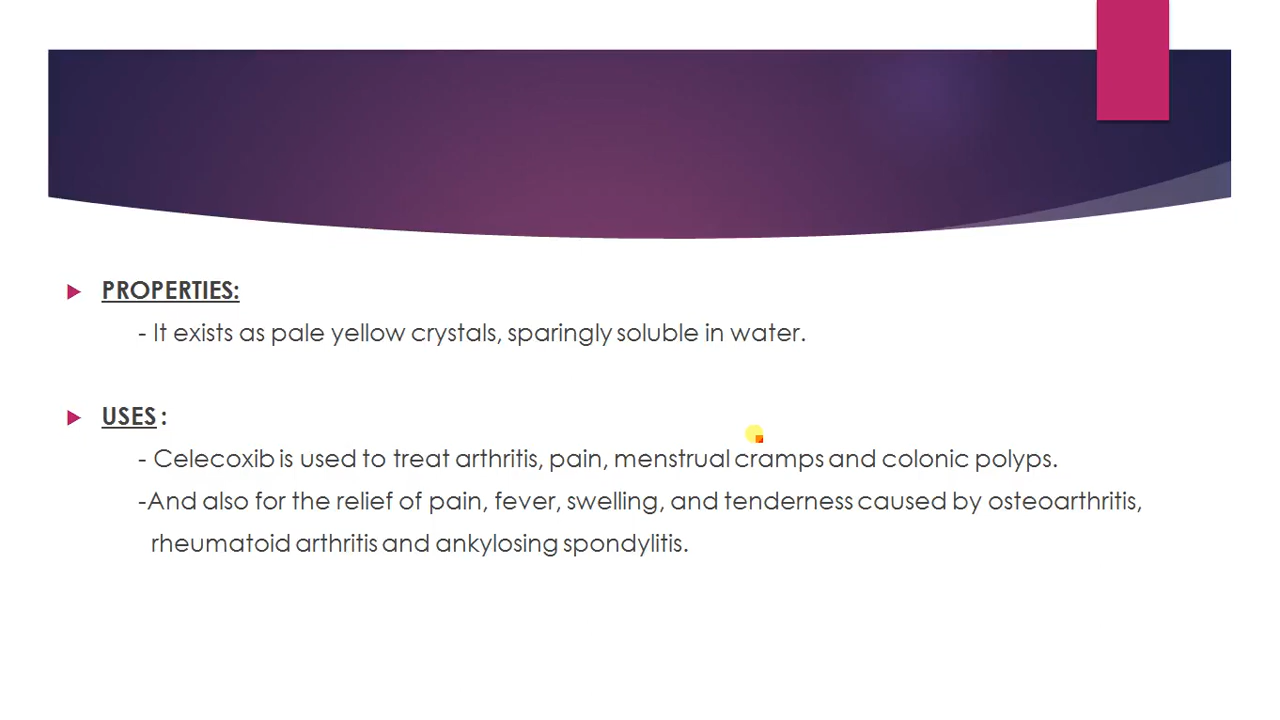 PROPERTIES:
- It exists as pale yellow crystals, sparingly soluble in water.
USES :
- Celecoxib is used to treat arthritis, pain, menstrual cramps and colonic polyps.
-And also for the relief of pain, fever, swelling, and tenderness caused by osteoarthritis,
rheumatoid arthritis and ankylosing spondylitis.